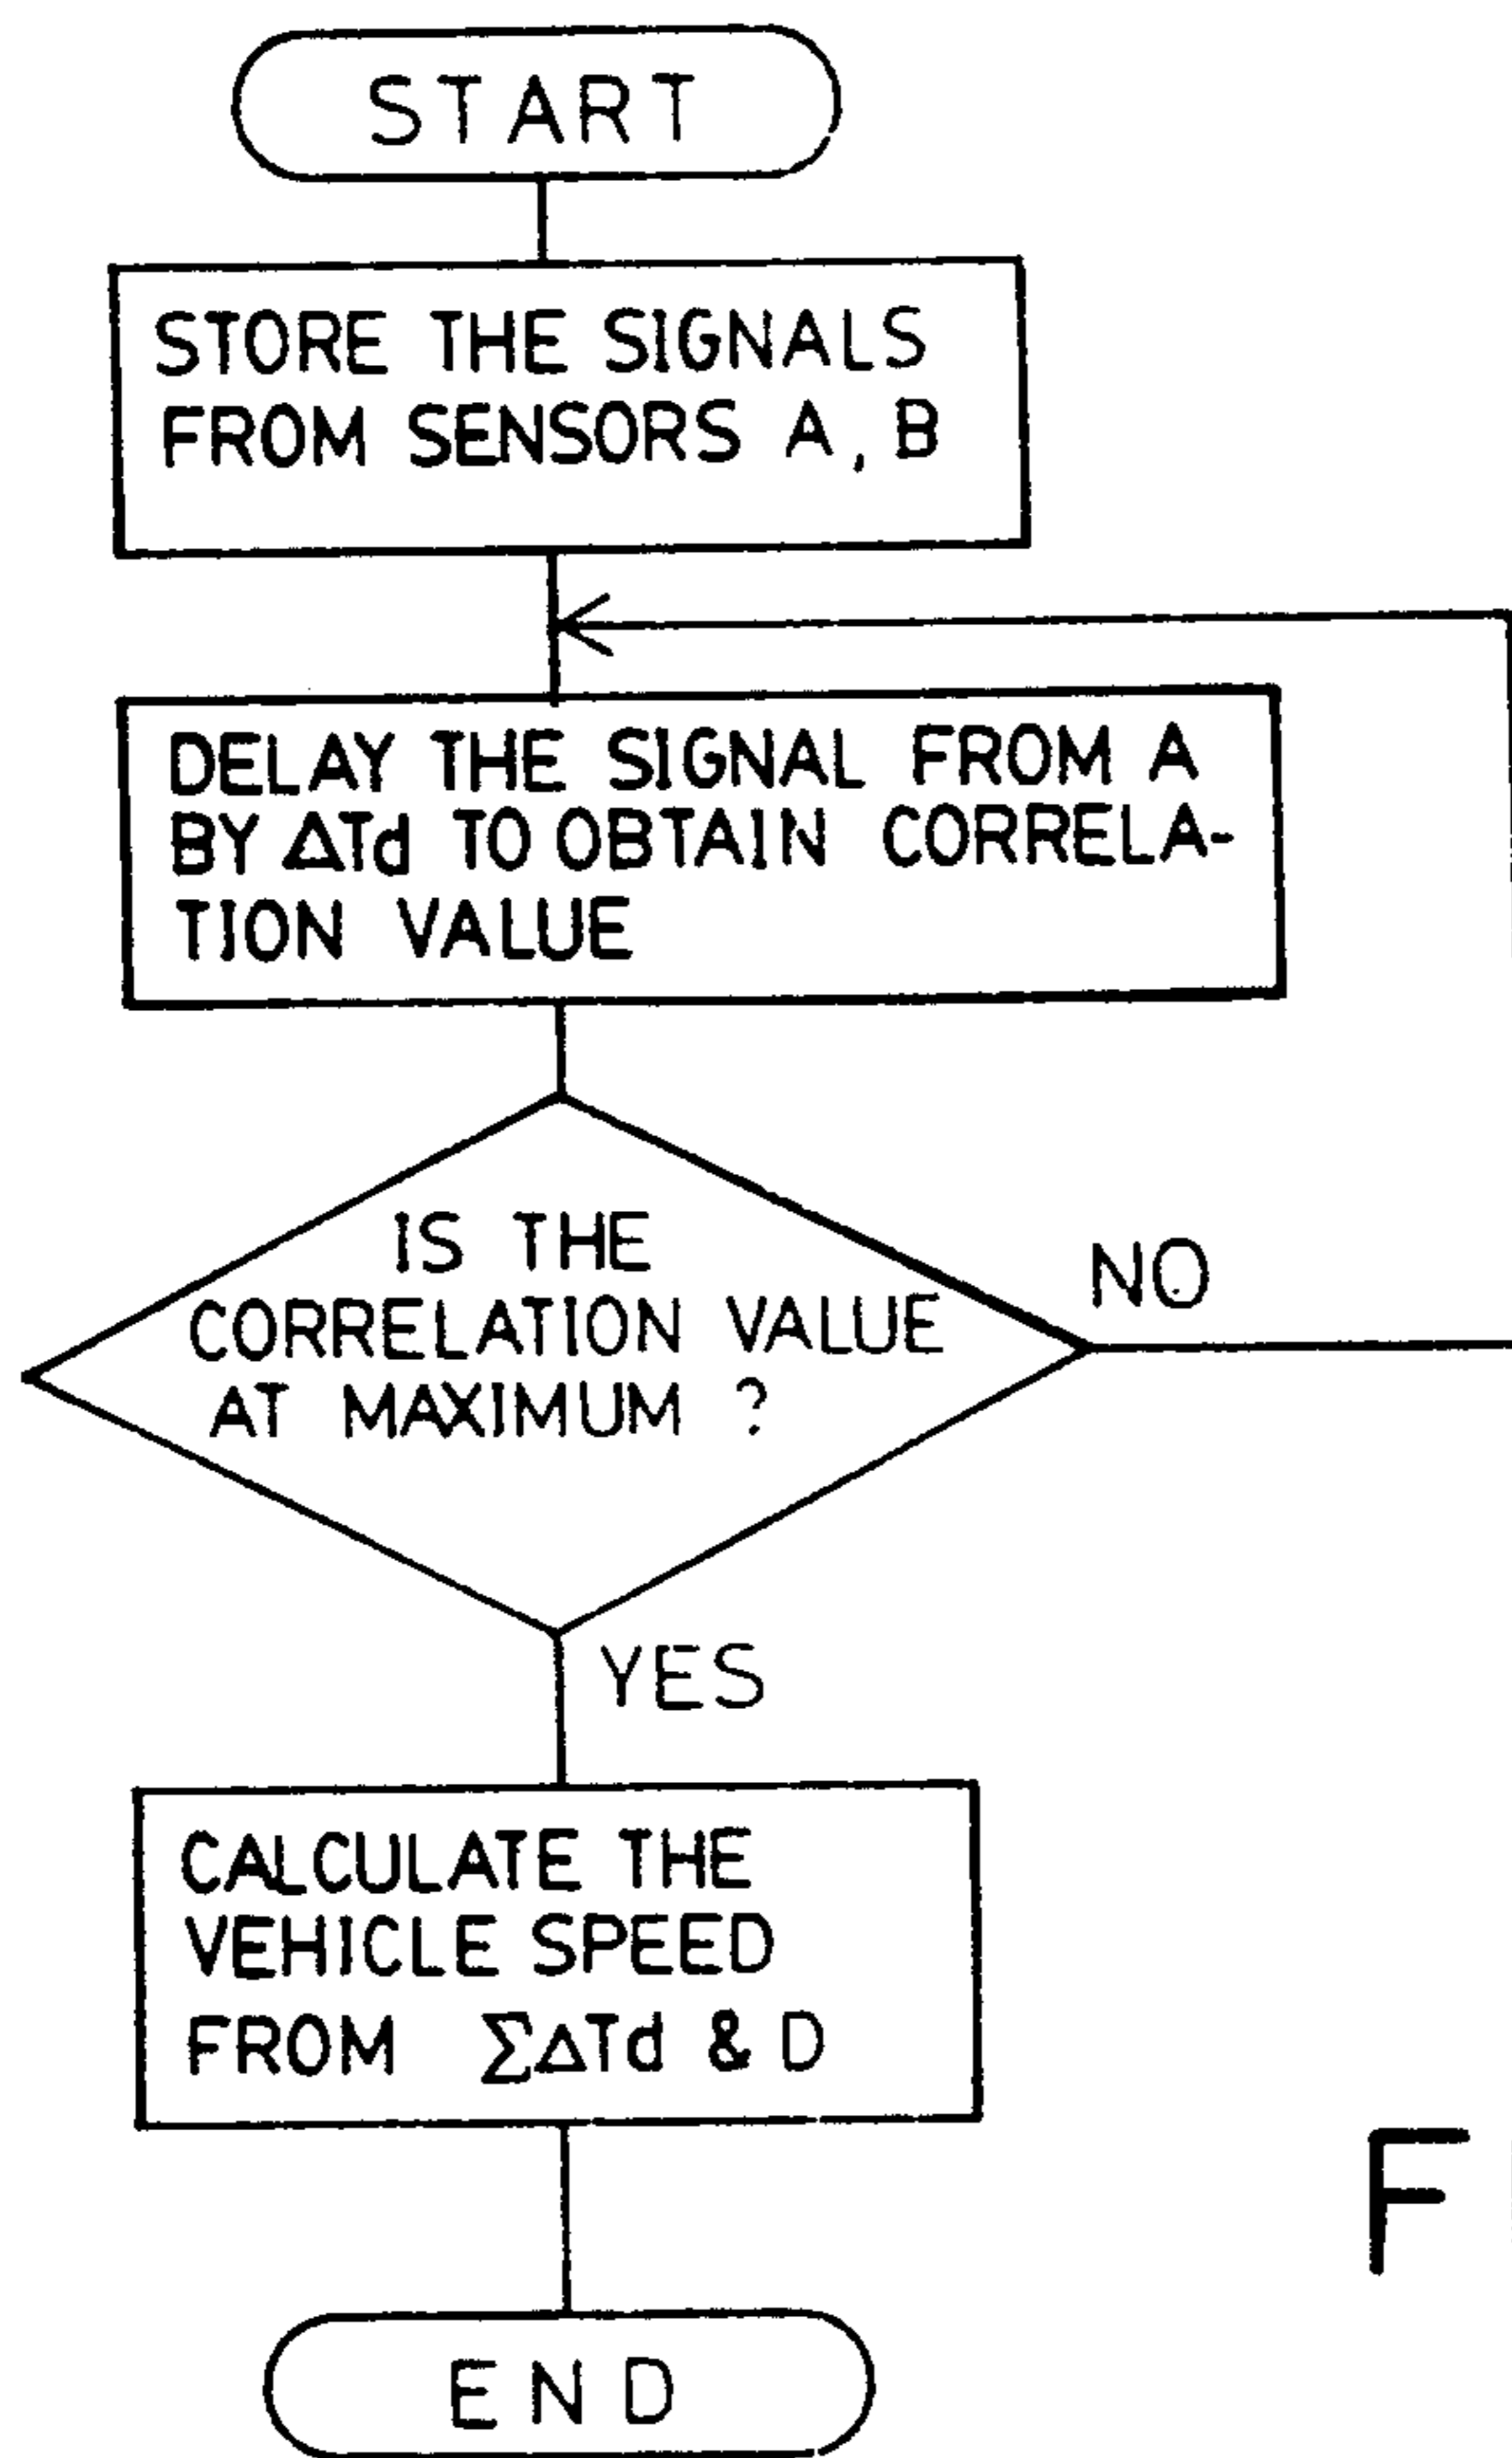 START
STORE THE SIGNALS
FROM SENSORS A, B
DELAY THE SIGNAL FROM A
BY ΔTd TO OBTAIN CORRELA-
TION VALUE
IS THE
CORRELATION VALUE
AT MAXIMUM ?
NO
YES
CALCULATE THE
VEHICLE SPEED
FROM ΣΔTd & D
F
END